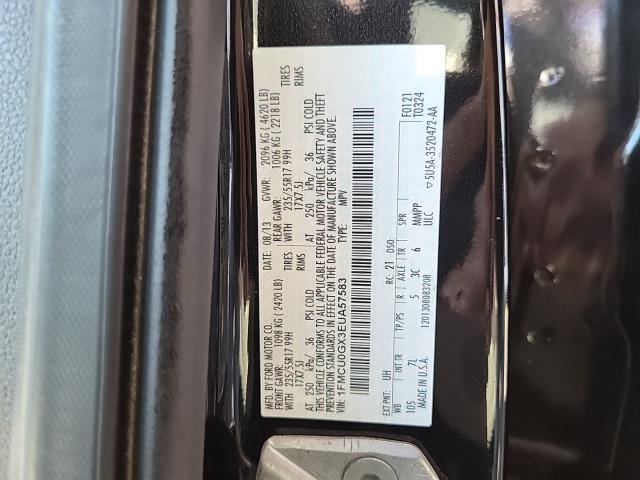 MFD. BY FORD MOTOR CO. DATE: 08/13 GVWR: 2096 KG ( 4620 LB)
FRONT GAWR: 1098 KG ( 2420 LB) REAR GAWR: 1006 KG ( 2218 LB)
WITH 235/55R17 99H TIRES WITH 235/55R17 99H TIRES
17X7.5J RIMS 17X7.5J RIMS
AT 250 kPa/ 36 PSI COLD AT 250 kPa/ 36 PSI COLD
THIS VEHICLE CONFORMS TO ALL APPLICABLE FEDERAL MOTOR VEHICLE SAFETY AND THEFT
PREVENTION STANDARDS IN EFFECT ON THE DATE OF MANUFACTURE SHOWN ABOVE.
VIN: 1FMCU0GX3EUA57583 TYPE: MPV
EXT PNT: UH RC: 21 DSO: F0121
T0324
WB INT TR TP/PS R AXLE TR SPR
105 7L 5 3C 6 MMPP
ULC
MADE IN U.S.A. 120130808320B ▽5U5A-3520472-AA